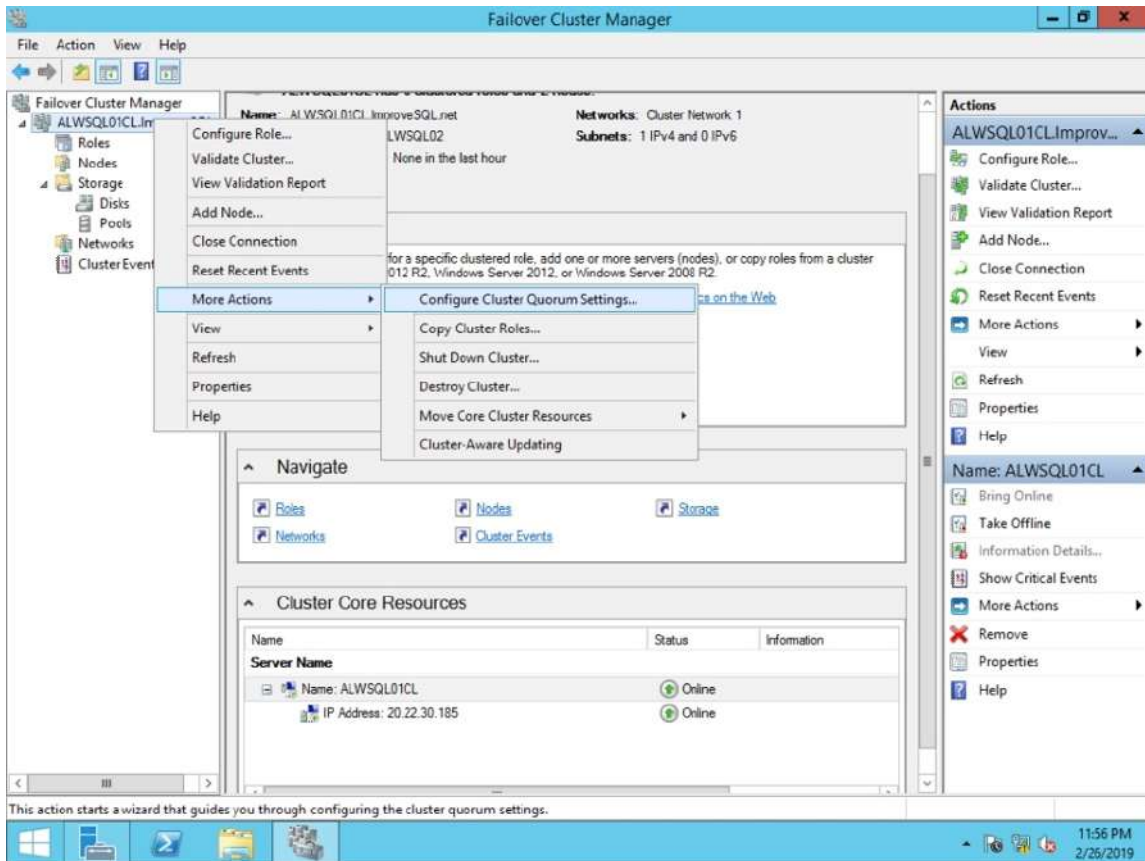 Failover Cluster Manager
File Action View Help
Failover Cluster Manager
ALWSQL01CL.Im
Roles
Nodes
Storage
Disks
Pools
Networks
Cluster Event
Configure Role...
Validate Cluster...
View Validation Report
Add Node...
Close Connection
Reset Recent Events
More Actions
View
Refresh
Properties
Help
Configure Cluster Quorum Settings...
Copy Cluster Roles...
Shut Down Cluster...
Destroy Cluster...
Move Core Cluster Resources
Cluster-Aware Updating
Name: ALWSQL01CL.ImproveSQL.net Networks: Cluster Network 1
LWSQL02 Subnets: 1 IPv4 and 0 IPv6
None in the last hour
for a specific clustered role, add one or more servers (nodes), or copy roles from a cluster
012 R2, Windows Server 2012, or Windows Server 2008 R2.
cs on the Web
Navigate
Roles Nodes Storage
Networks Cluster Events
Cluster Core Resources
Name Status Information
Server Name
Name: ALWSQL01CL Online
IP Address: 20.22.30.185 Online
Actions
ALWSQL01CL.Improv...
Configure Role...
Validate Cluster...
View Validation Report
Add Node...
Close Connection
Reset Recent Events
More Actions
View
Refresh
Properties
Help
Name: ALWSQL01CL
Bring Online
Take Offline
Information Details...
Show Critical Events
More Actions
Remove
Properties
Help
This action starts a wizard that guides you through configuring the cluster quorum settings.
11:56 PM
2/26/2019